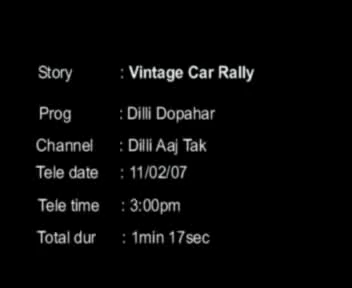 Story : Vintage Car Rally
Prog : Dilli Dopahar
Channel : Dilli Aaj Tak
Tele date : 11/02/07
Tele time : 3:00pm
Total dur : 1min 17sec